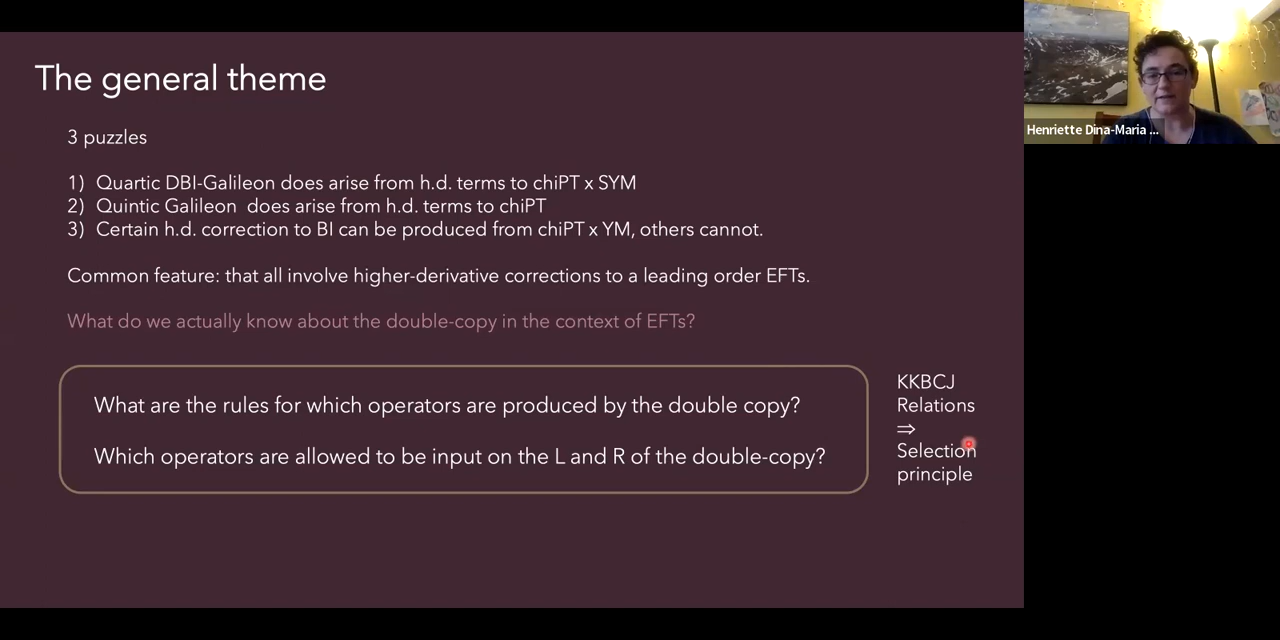 The general theme
3 puzzles
1) Quartic DBI-Galileon does arise from h.d. terms to chiPT x SYM
2) Quintic Galileon does arise from h.d. terms to chiPT
3) Certain h.d. correction to BI can be produced from chiPT x YM, others cannot.
Common feature: that all involve higher-derivative corrections to a leading order EFTs.
What do we actually know about the double-copy in the context of EFTs?
What are the rules for which operators are produced by the double copy?
Which operators are allowed to be input on the L and R of the double-copy?
KKBCJ
Relations
⇒
Selection
principle
Henriette Dina-Maria ...